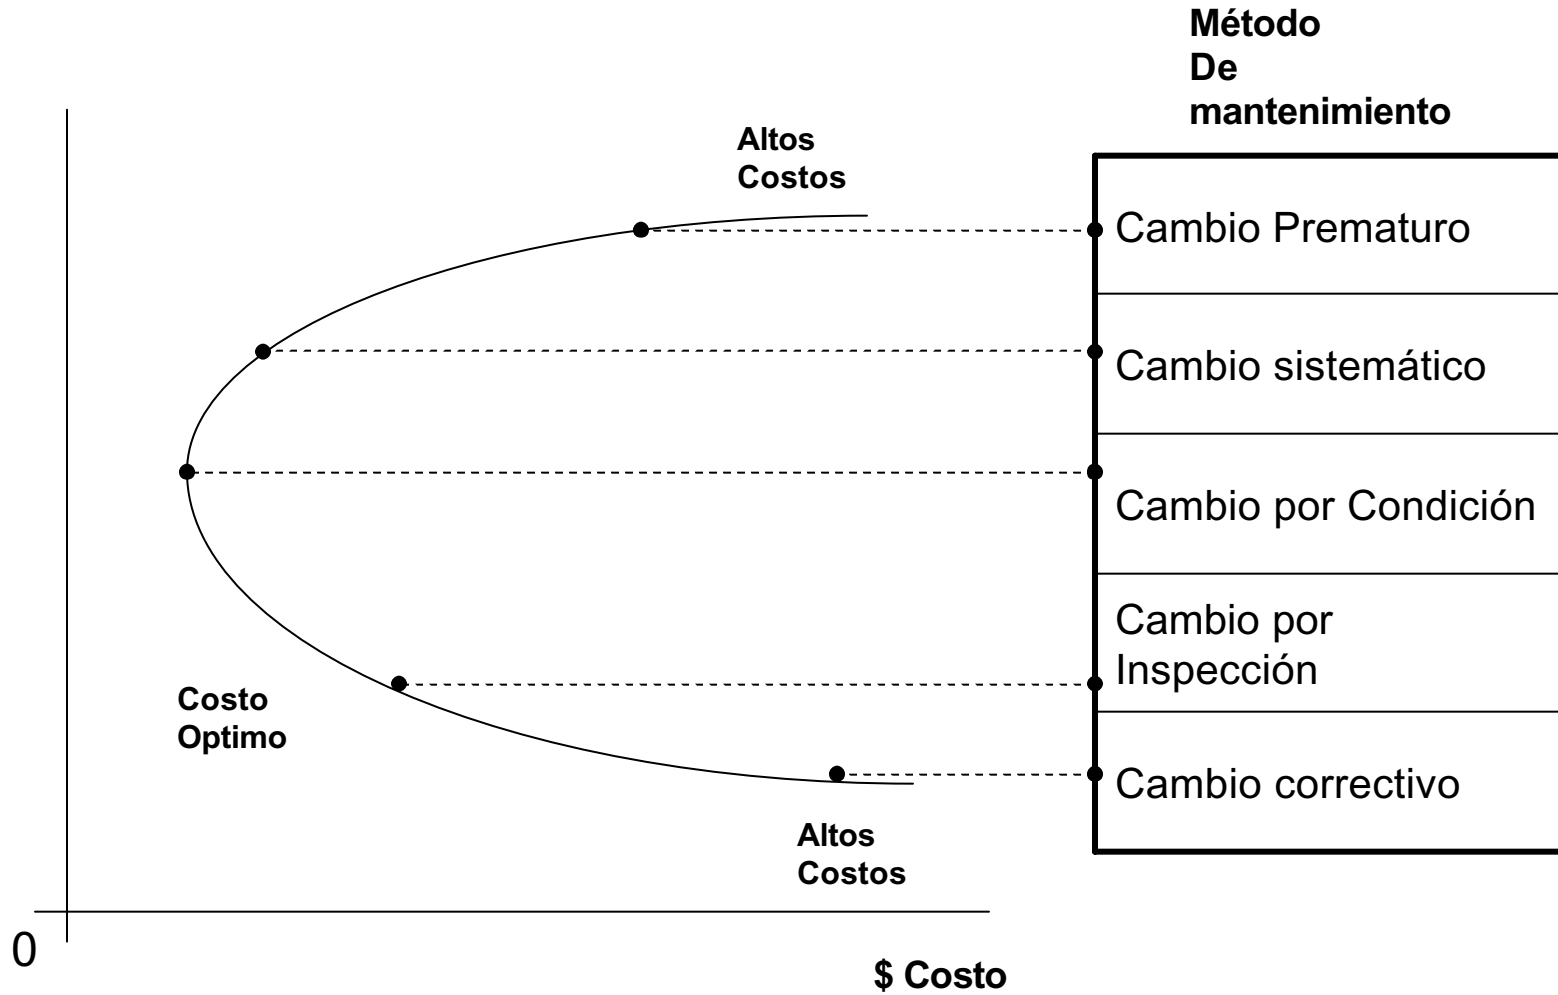 Método
De
mantenimiento
Altos
Costos
Cambio Prematuro
Cambio sistemático
Cambio por Condición
Cambio por
Inspección
Costo
Optimo
Cambio correctivo
Altos
Costos
0
$ Costo